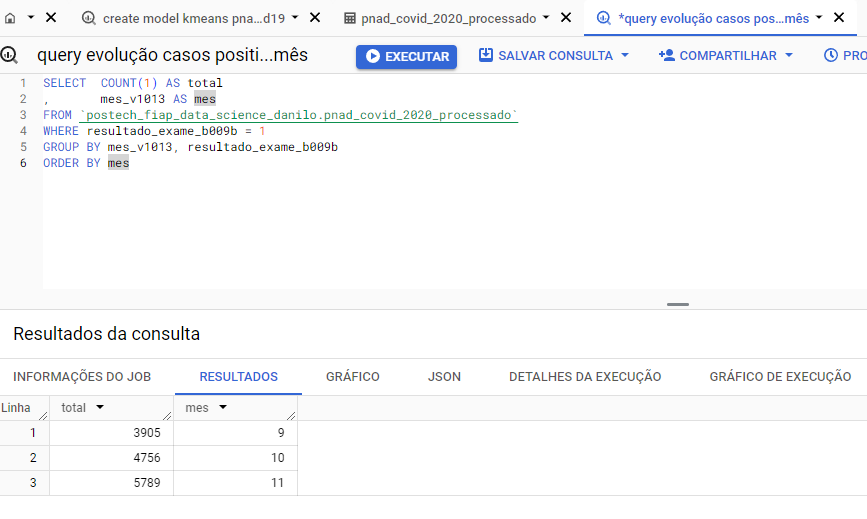 create model kmeans pna...d19
pnad_covid_2020_processado
*query evolução casos pos...mês
query evolução casos positi...mês
EXECUTAR
SALVAR CONSULTA
COMPARTILHAR
PRO
1 SELECT COUNT(1) AS total
2 , mes_v1013 AS mes
3 FROM `postech_fiap_data_science_danilo.pnad_covid_2020_processado`
4 WHERE resultado_exame_b009b = 1
5 GROUP BY mes_v1013, resultado_exame_b009b
6 ORDER BY mes
Resultados da consulta
INFORMAÇÕES DO JOB RESULTADOS GRÁFICO JSON DETALHES DA EXECUÇÃO GRÁFICO DE EXECUÇÃO
Linha total mes
1 3905 9
2 4756 10
3 5789 11